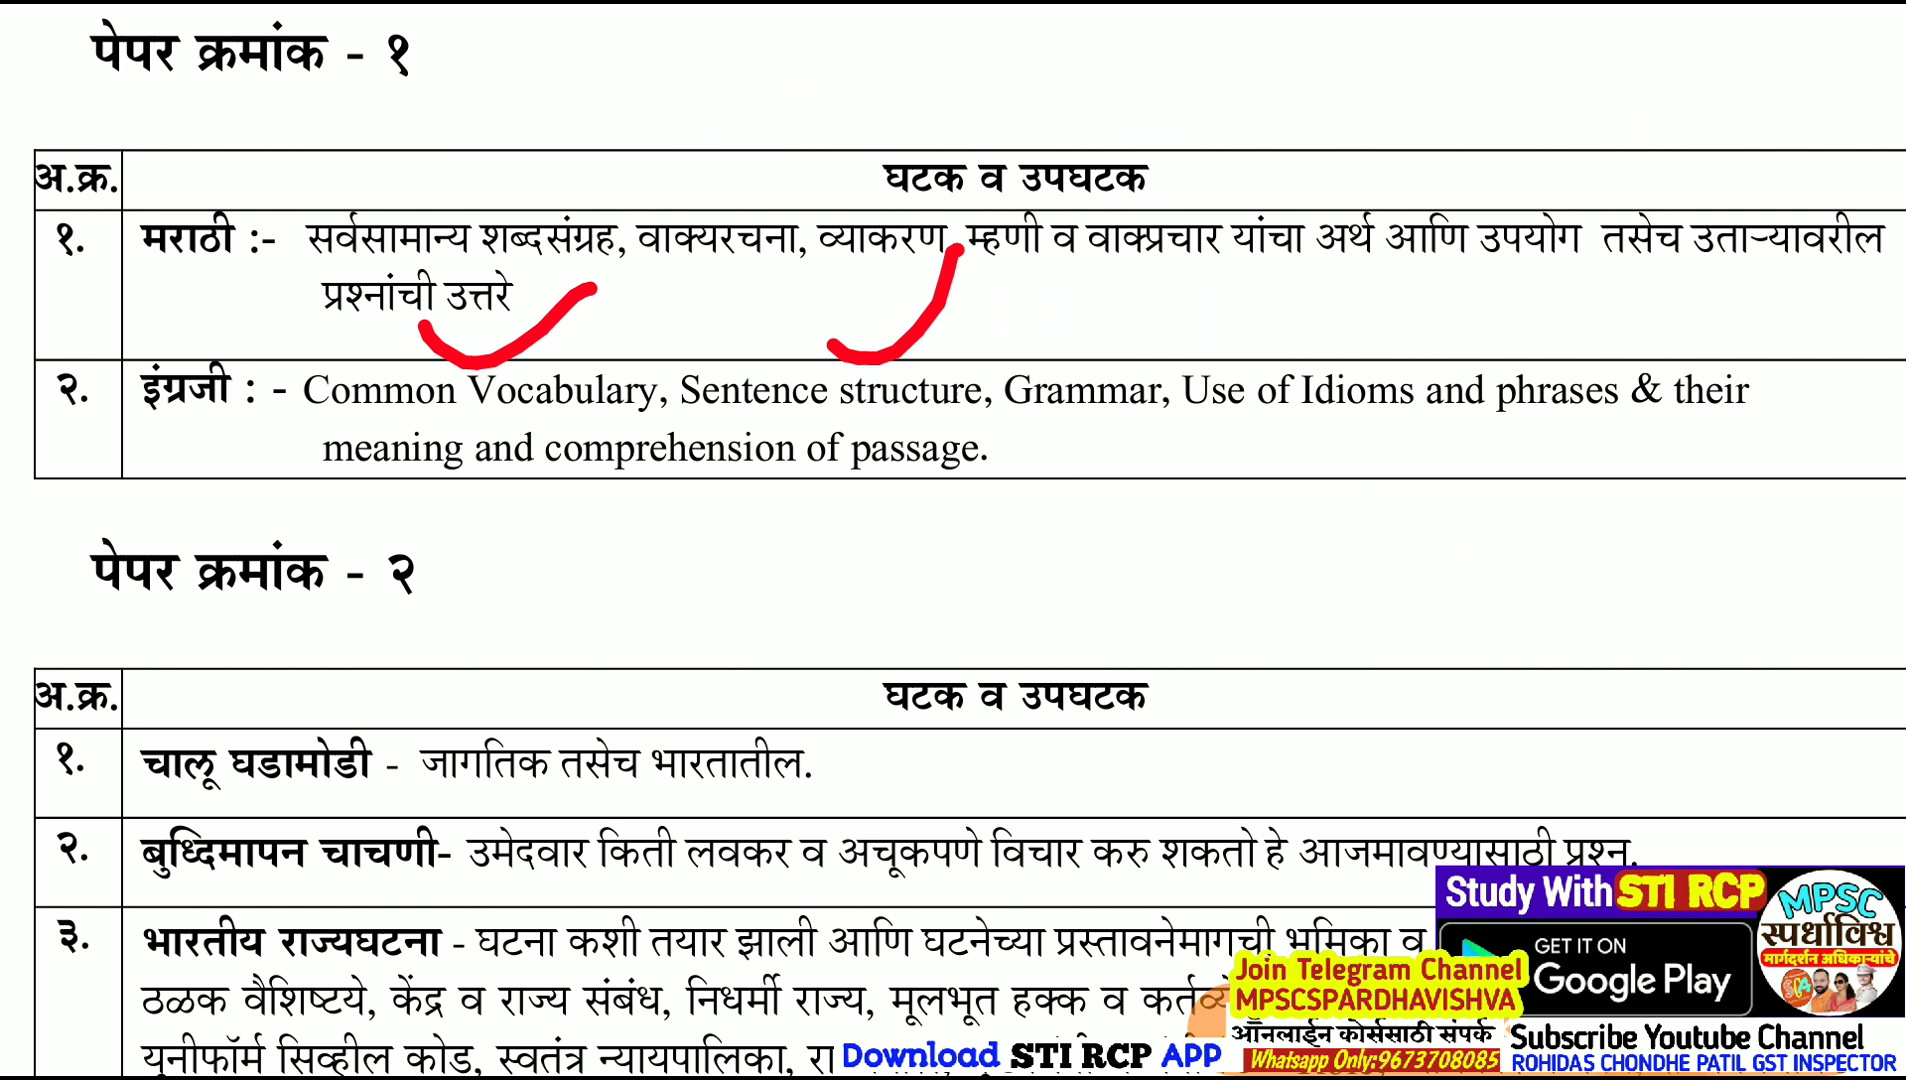 पेपर क्रमांक - १
अ.क्र. घटक व उपघटक
१. मराठी :- सर्वसामान्य शब्दसंग्रह, वाक्यरचना, व्याकरण, म्हणी व वाक्प्रचार यांचा अर्थ आणि उपयोग तसेच उताऱ्यावरील
प्रश्नांची उत्तरे
२. इंग्रजी : - Common Vocabulary, Sentence structure, Grammar, Use of Idioms and phrases & their
meaning and comprehension of passage.
पेपर क्रमांक - २
अ.क्र. घटक व उपघटक
१. चालू घडामोडी - जागतिक तसेच भारतातील.
२. बुध्दिमापन चाचणी- उमेदवार किती लवकर व अचूकपणे विचार करु शकतो हे आजमावण्यासाठी प्रश्न.
३. भारतीय राज्यघटना - घटना कशी तयार झाली आणि घटनेच्या प्रस्तावनेमागची भूमिका व
ठळक वैशिष्टये, केंद्र व राज्य संबंध, निधर्मी राज्य, मूलभूत हक्क व
यूनीफॉर्म सिव्हील कोड, स्वतंत्र न्यायपालिका,
Study With STI RCP
GET IT ON
Google Play
MPSC
स्पर्धाविश्व
मार्गदर्शन अधिकाऱ्यांचे
Join Telegram Channel
MPSCSPARDHAVISHVA
ऑनलाईन कोर्ससाठी संपर्क
Whatsapp Only:9673708085
Subscribe Youtube Channel
ROHIDAS CHONDHE PATIL GST INSPECTOR
Download STI RCP APP